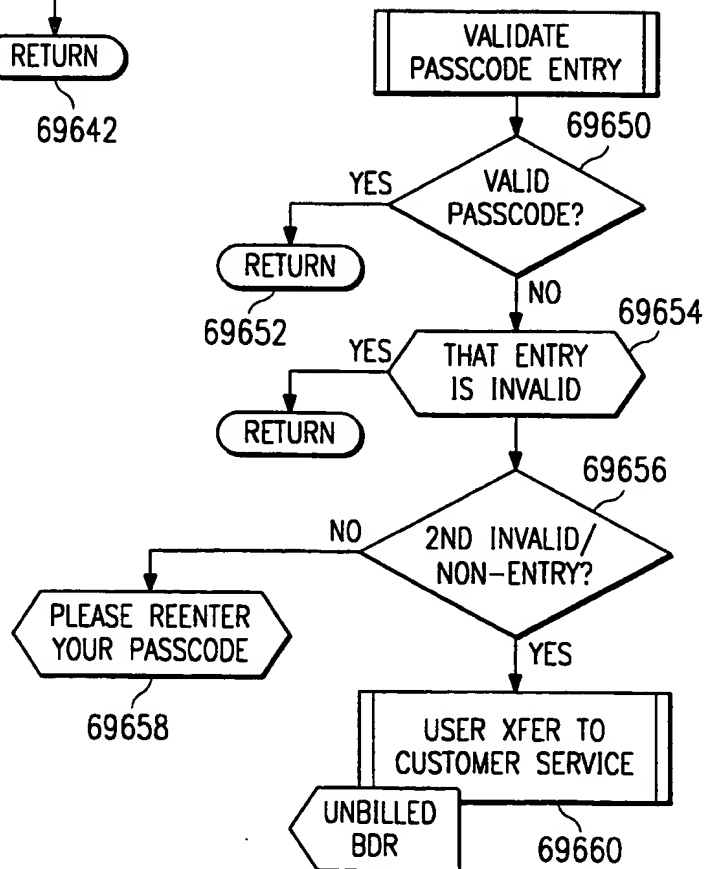 RETURN
69642
VALIDATE
PASSCODE ENTRY
69650
VALID
PASSCODE?
YES
RETURN
69652
NO
69654
THAT ENTRY
IS INVALID
YES
RETURN
69656
2ND INVALID/
NON-ENTRY?
NO
PLEASE REENTER
YOUR PASSCODE
69658
YES
USER XFER TO
CUSTOMER SERVICE
UNBILLED
BDR
69660